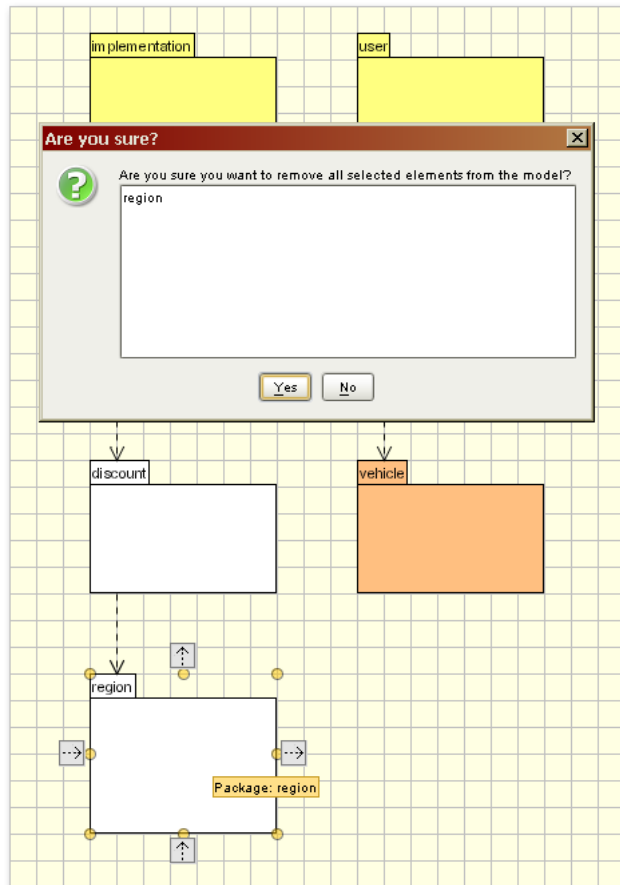 implementation
user
Are you sure?
Are you sure you want to remove all selected elements from the model?
region
Yes
No
discount
vehicle
region
Package: region